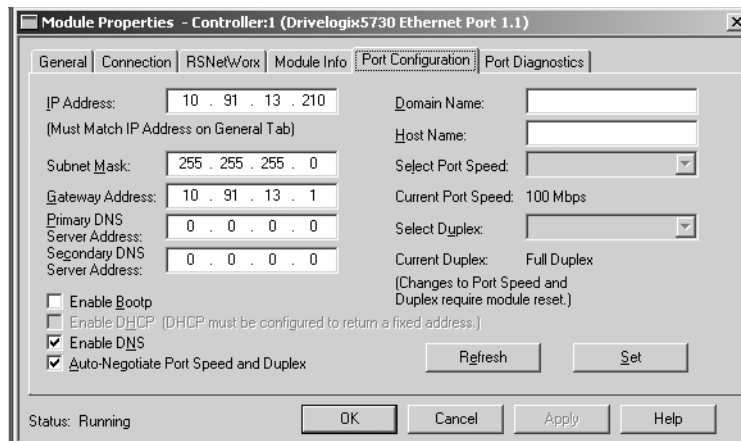 Module Properties - Controller:1 (Drivelogix5730 Ethernet Port 1.1)
General
Connection
RSNetWorx
Module Info
Port Configuration
Port Diagnostics
IP Address: 10 . 91 . 13 . 210
(Must Match IP Address on General Tab)
Subnet Mask: 255 . 255 . 255 . 0
Gateway Address: 10 . 91 . 13 . 1
Primary DNS
Server Address: 0 . 0 . 0 . 0
Secondary DNS
Server Address: 0 . 0 . 0 . 0
Enable Bootp
Enable DHCP (DHCP must be configured to return a fixed address.)
Enable DNS
Auto-Negotiate Port Speed and Duplex
Domain Name:
Host Name:
Select Port Speed:
Current Port Speed: 100 Mbps
Select Duplex:
Current Duplex: Full Duplex
(Changes to Port Speed and
Duplex require module reset.)
Refresh
Set
Status: Running
OK
Cancel
Apply
Help